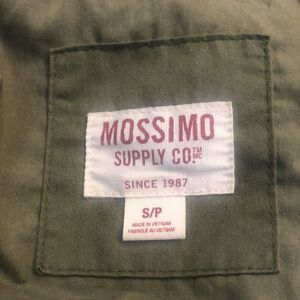 MOSSIMO
SUPPLY CO.™ MC
SINCE 1987
S/P
MADE IN VIETNAM
FABRIQUÉ AU VIETNAM